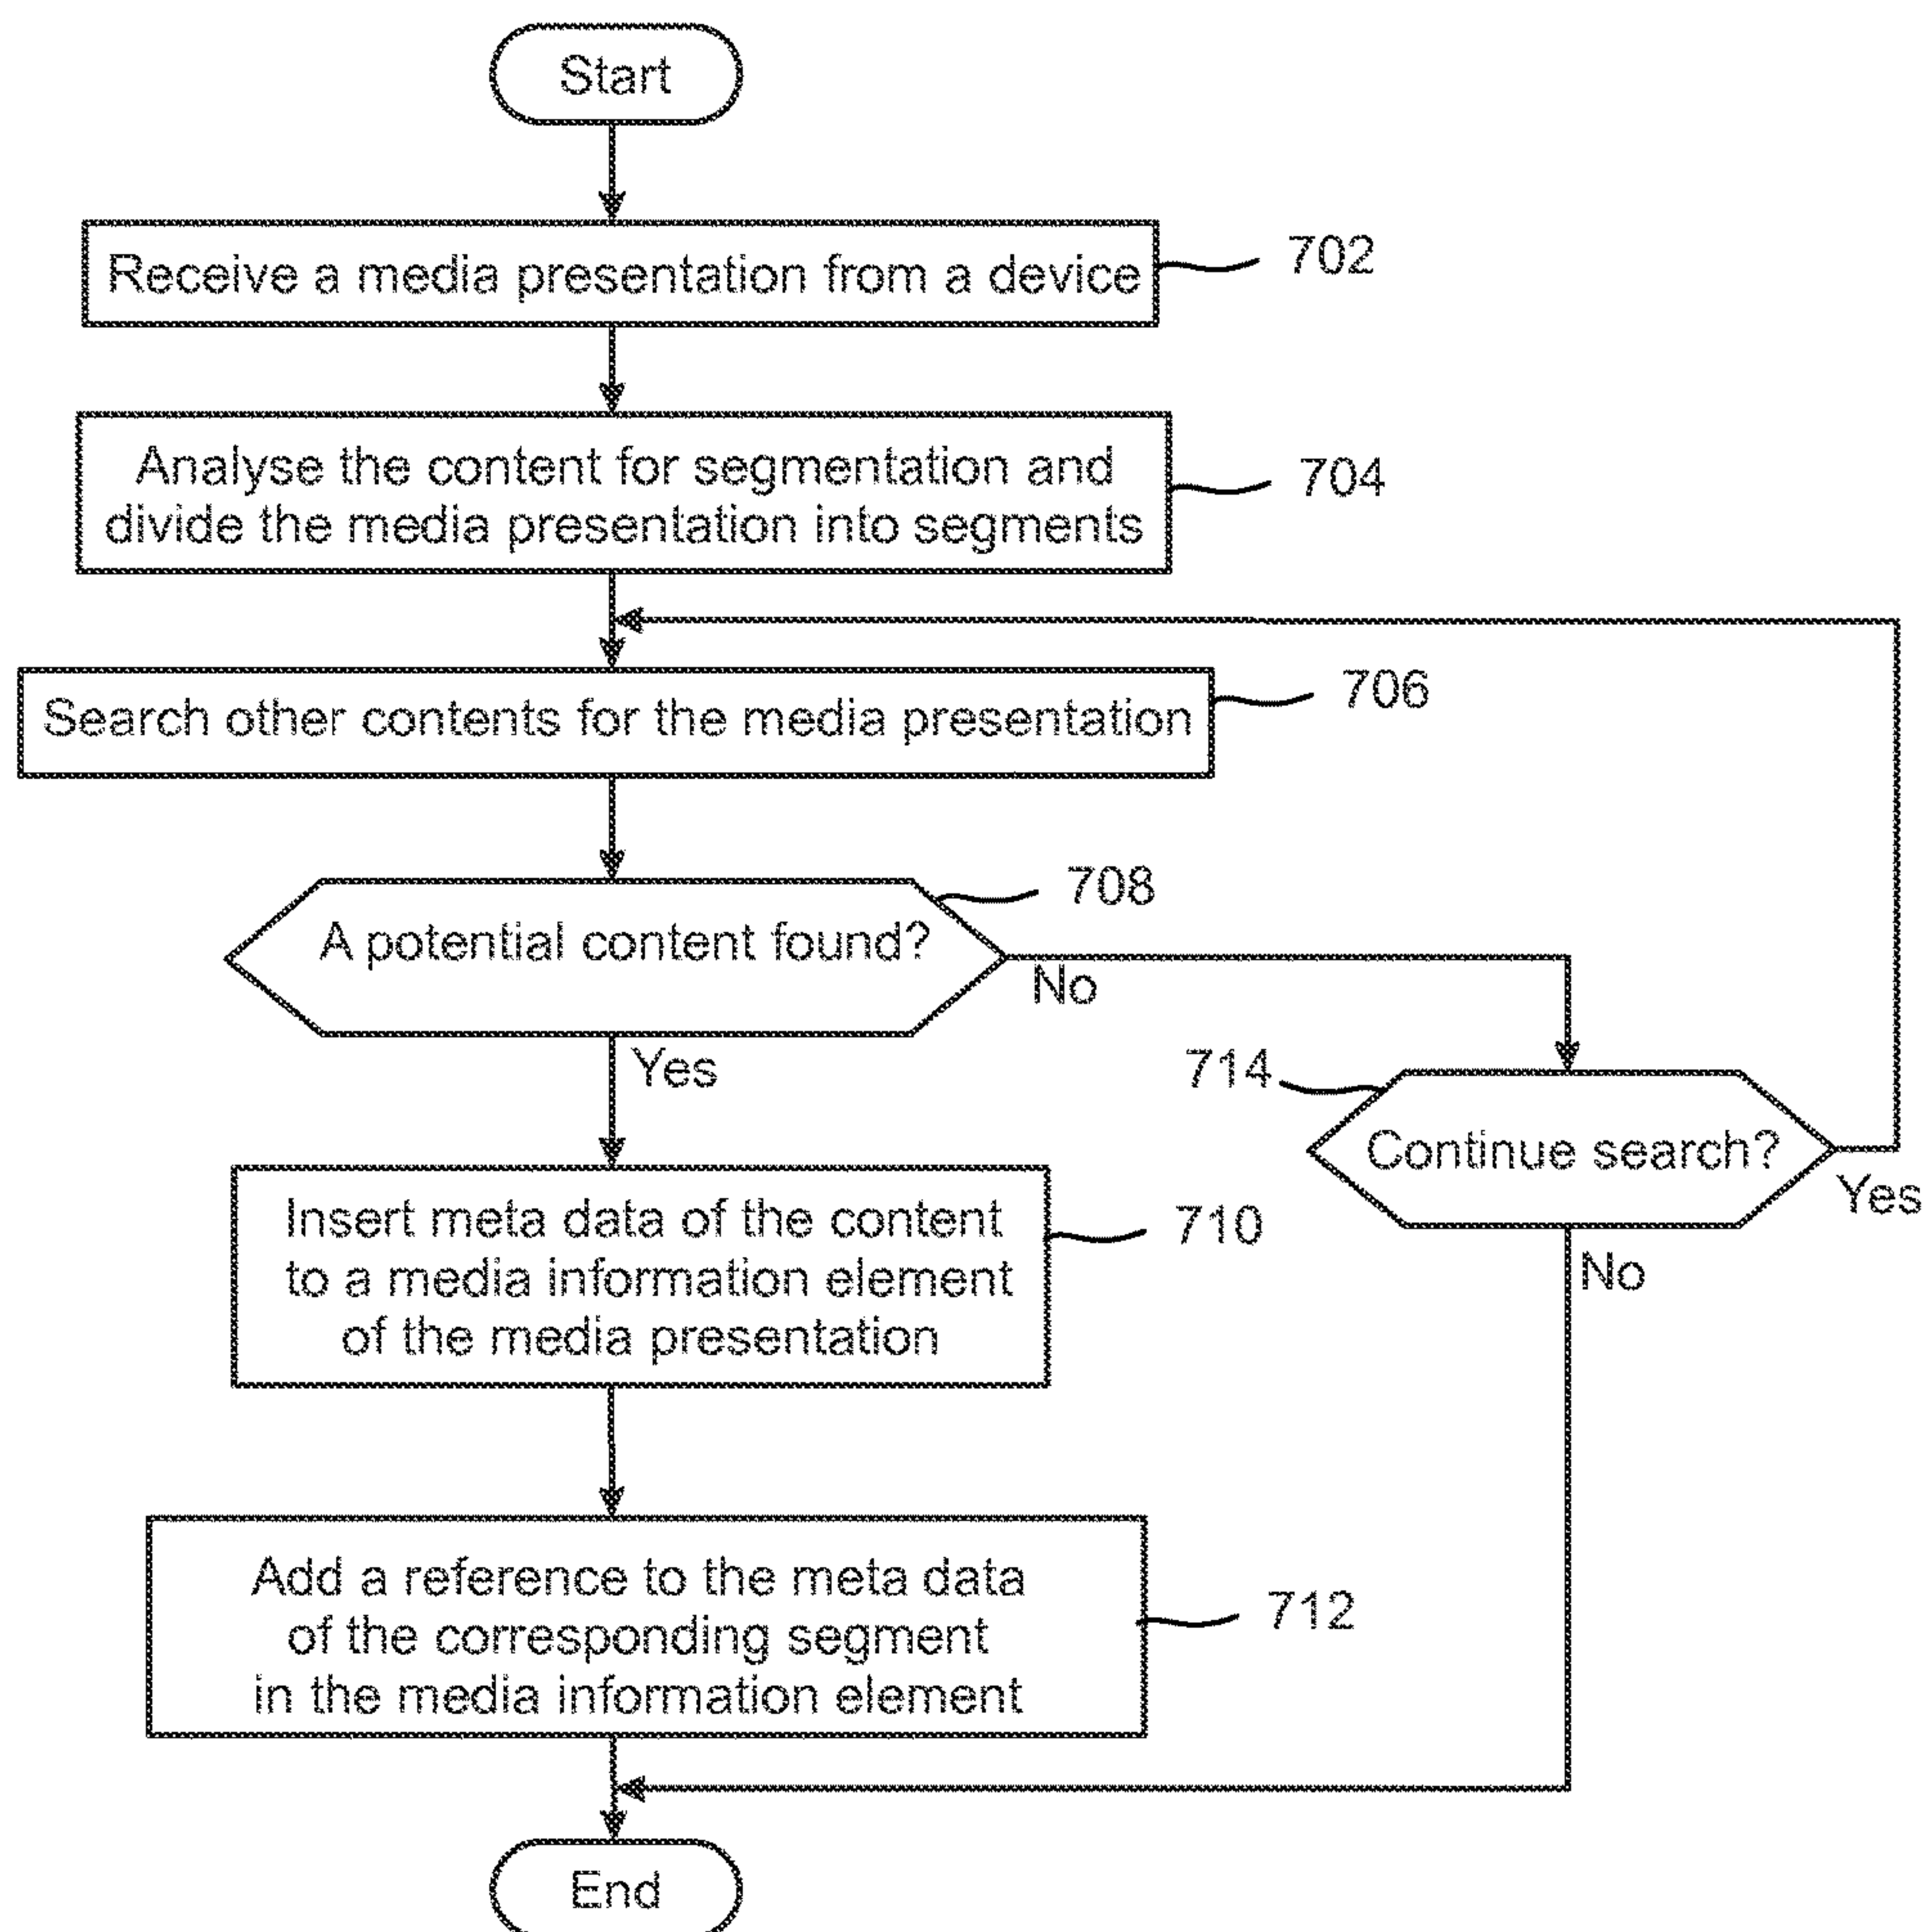 Start
Receive a media presentation from a device
702
Analyse the content for segmentation and
divide the media presentation into segments
704
Search other contents for the media presentation
706
A potential content found?
708
No
Yes
714
Continue search?
Yes
No
Insert meta data of the content
to a media information element
of the media presentation
710
Add a reference to the meta data
of the corresponding segment
in the media information element
712
End